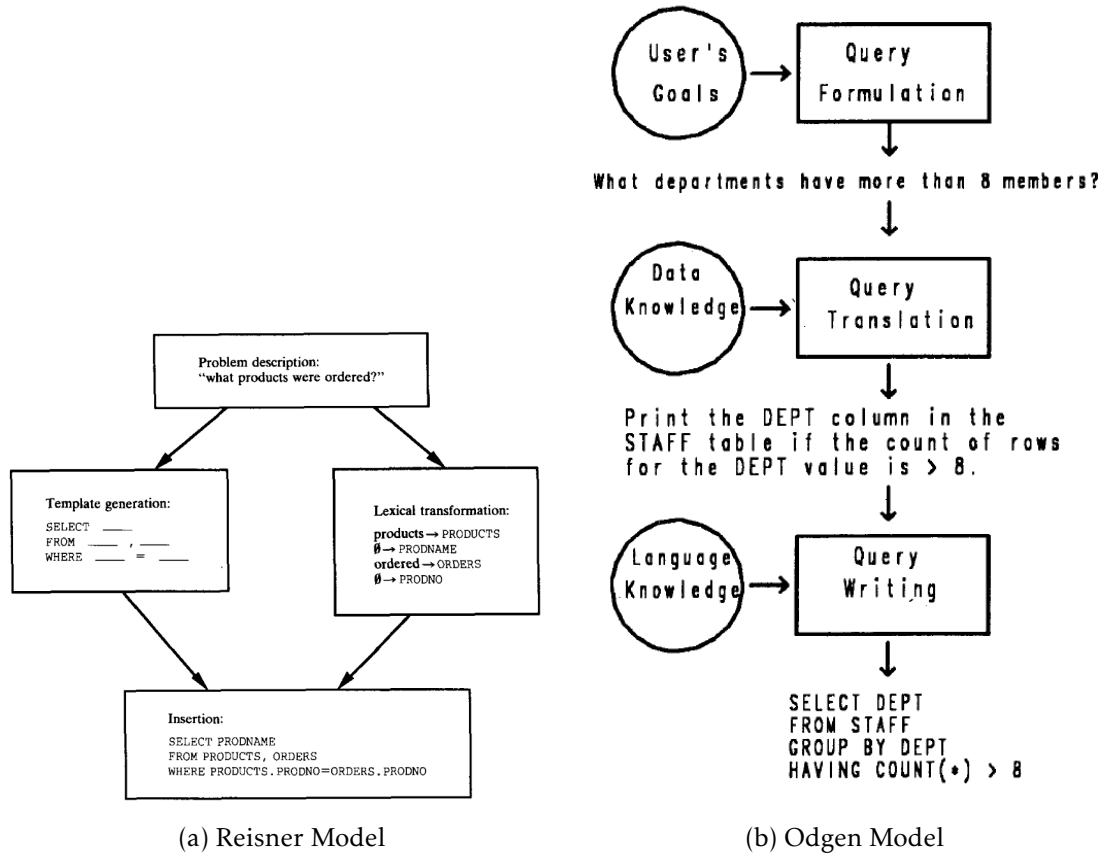 Problem description:
“what products were ordered?”
Template generation:
SELECT ____
FROM ____ , ____
WHERE ____ = ____
Lexical transformation:
products → PRODUCTS
Ø → PRODNAME
ordered → ORDERS
Ø → PRODNO
Insertion:
SELECT PRODNAME
FROM PRODUCTS, ORDERS
WHERE PRODUCTS.PRODNO=ORDERS.PRODNO
(a) Reisner Model
User's
Goals
Query
Formulation
What departments have more than 8 members?
Data
Knowledge
Query
Translation
Print the DEPT column in the
STAFF table if the count of rows
for the DEPT value is > 8.
Language
Knowledge
Query
Writing
SELECT DEPT
FROM STAFF
GROUP BY DEPT
HAVING COUNT(*) > 8
(b) Odgen Model